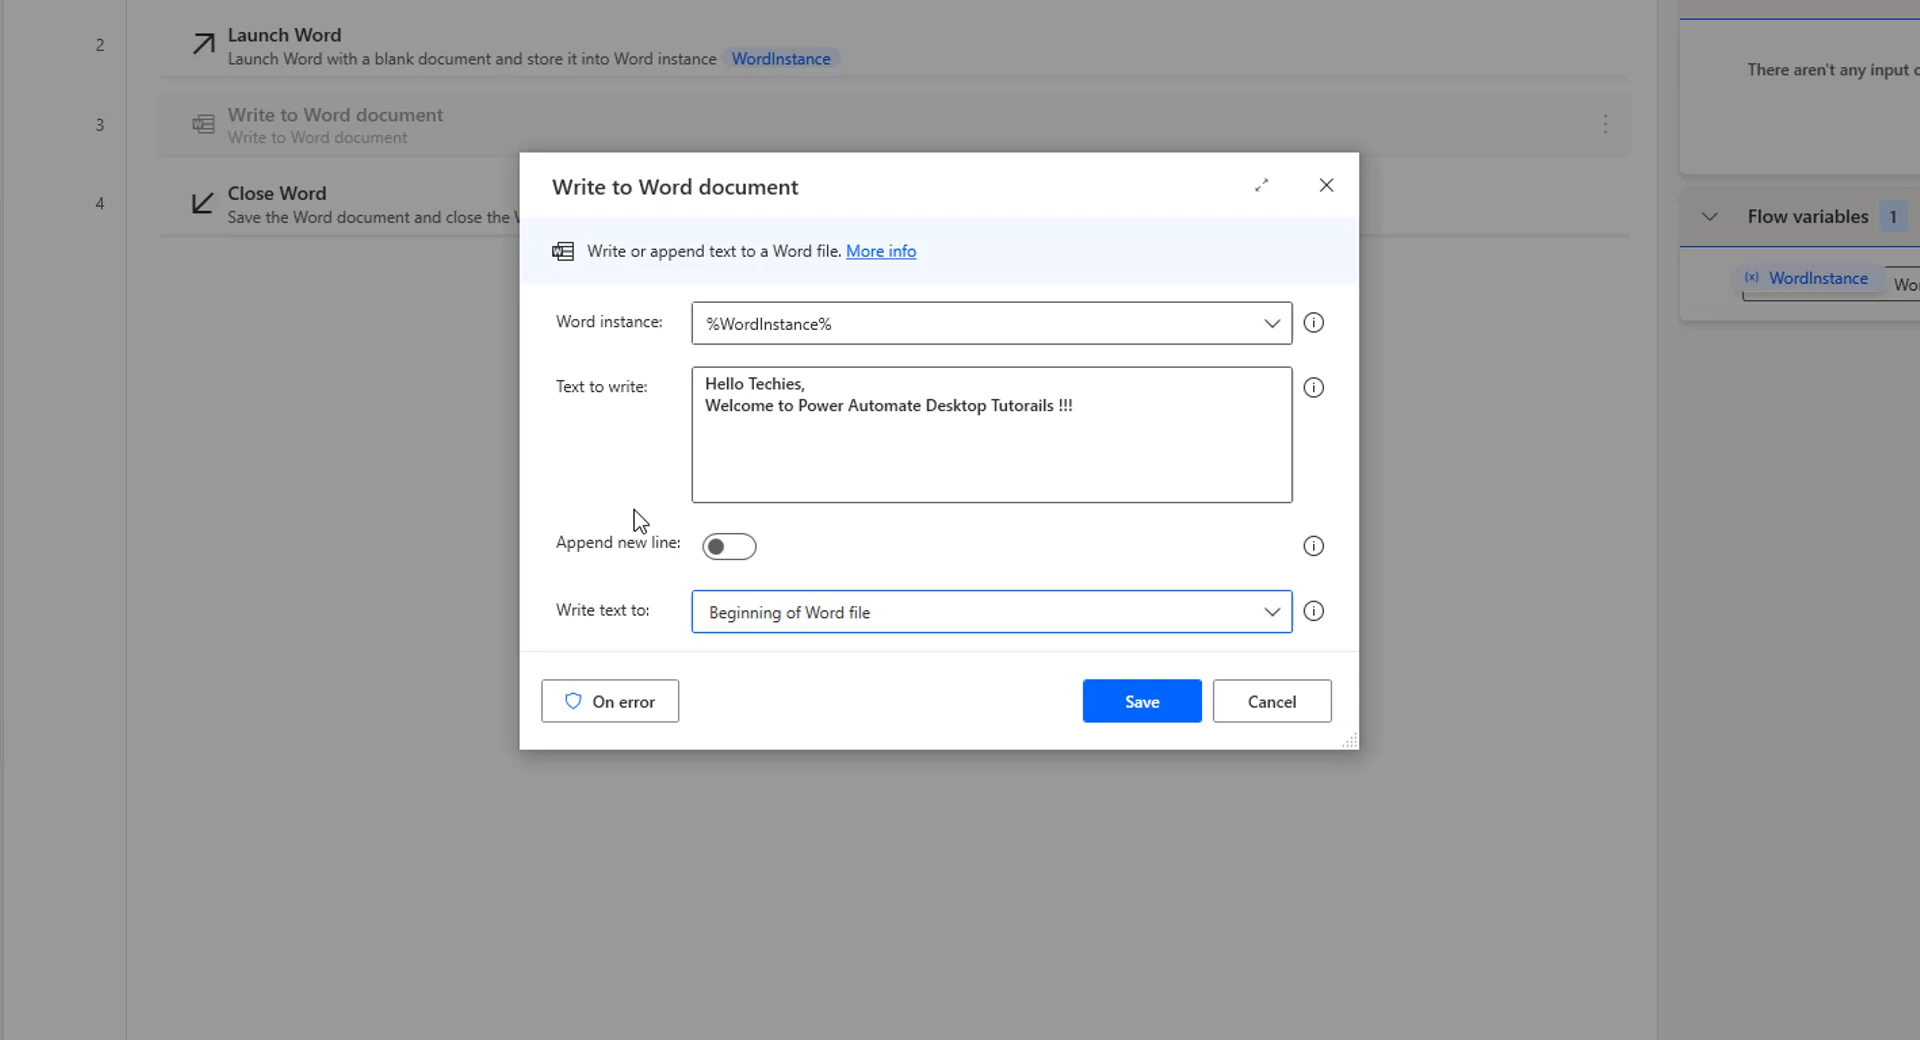 2
Launch Word
Launch Word with a blank document and store it into Word instance WordInstance
3
Write to Word document
Write to Word document
4
Close Word
Save the Word document and close the
Write to Word document
Write or append text to a Word file. More info
Word instance:
%WordInstance%
Text to write:
Hello Techies,
Welcome to Power Automate Desktop Tutorails !!!
Append new line:
Write text to:
Beginning of Word file
On error
Save
Cancel
There aren't any input
Flow variables 1
(x) WordInstance